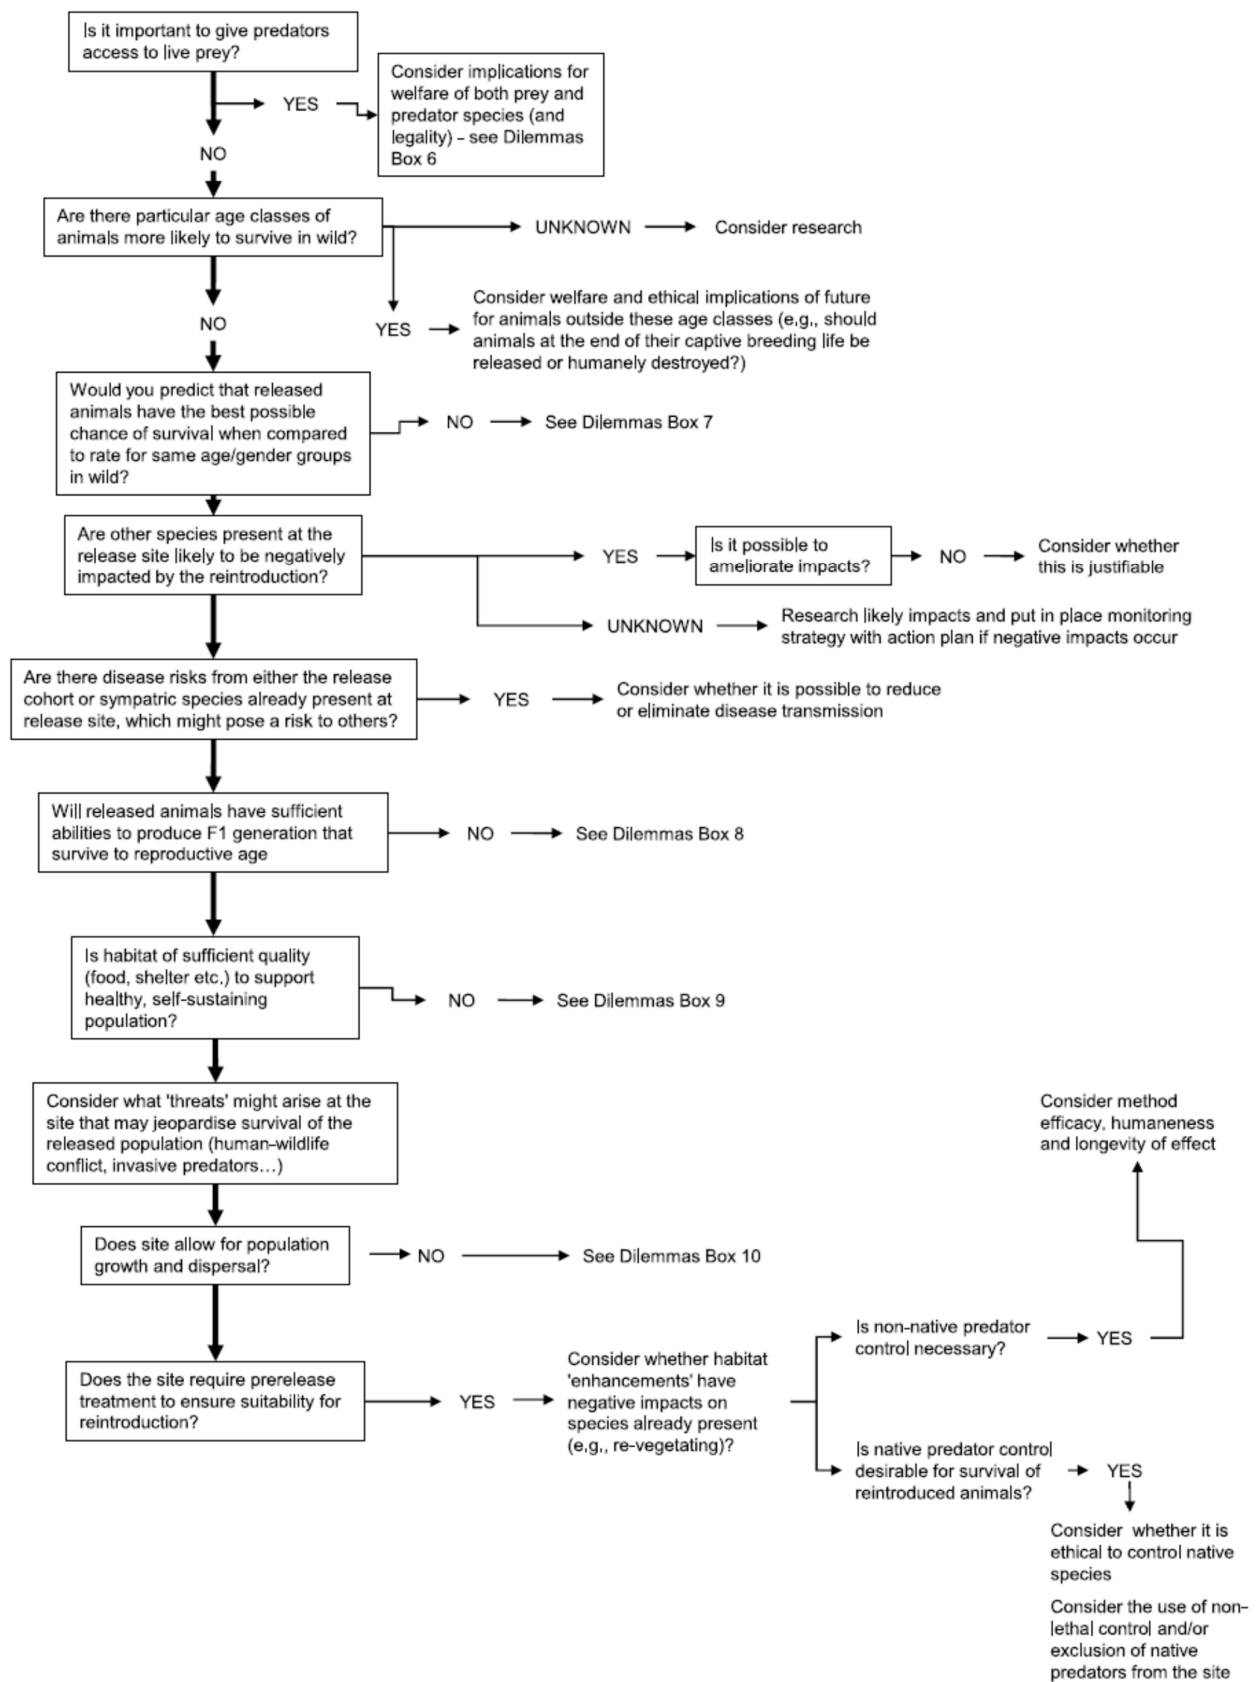 Is it important to give predators
access to live prey?
YES
Consider implications for
welfare of both prey and
predator species (and
legality) – see Dilemmas
Box 6
NO
Are there particular age classes of
animals more likely to survive in wild?
UNKNOWN
Consider research
NO
YES
Consider welfare and ethical implications of future
for animals outside these age classes (e.g., should
animals at the end of their captive breeding life be
released or humanely destroyed?)
Would you predict that released
animals have the best possible
chance of survival when compared
to rate for same age/gender groups
in wild?
NO
See Dilemmas Box 7
Are other species present at the
release site likely to be negatively
impacted by the reintroduction?
YES
Is it possible to
ameliorate impacts?
NO
Consider whether
this is justifiable
UNKNOWN
Research likely impacts and put in place monitoring
strategy with action plan if negative impacts occur
Are there disease risks from either the release
cohort or sympatric species already present at
release site, which might pose a risk to others?
YES
Consider whether it is possible to reduce
or eliminate disease transmission
Will released animals have sufficient
abilities to produce F1 generation that
survive to reproductive age
NO
See Dilemmas Box 8
Is habitat of sufficient quality
(food, shelter etc.) to support
healthy, self-sustaining
population?
NO
See Dilemmas Box 9
Consider what 'threats' might arise at the
site that may jeopardise survival of the
released population (human–wildlife
conflict, invasive predators…)
Does site allow for population
growth and dispersal?
NO
See Dilemmas Box 10
Does the site require prerelease
treatment to ensure suitability for
reintroduction?
YES
Consider whether habitat
'enhancements' have
negative impacts on
species already present
(e.g., re-vegetating)?
Is non-native predator
control necessary?
YES
Consider method
efficacy, humaneness
and longevity of effect
Is native predator control
desirable for survival of
reintroduced animals?
YES
Consider whether it is
ethical to control native
species
Consider the use of non–
lethal control and/or
exclusion of native
predators from the site